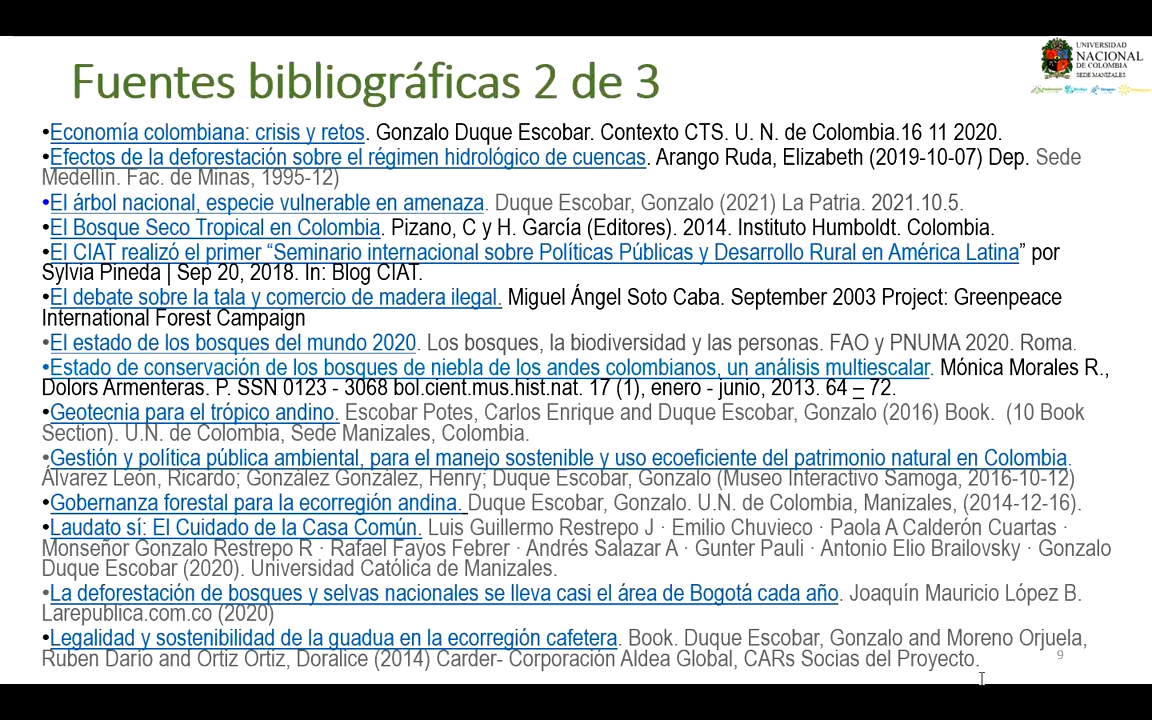 Fuentes bibliográficas 2 de 3
UNIVERSIDAD
NACIONAL
DE COLOMBIA
SEDE MANIZALES
•Economía colombiana: crisis y retos. Gonzalo Duque Escobar. Contexto CTS. U. N. de Colombia.16 11 2020.
•Efectos de la deforestación sobre el régimen hidrológico de cuencas. Arango Ruda, Elizabeth (2019-10-07) Dep. Sede
Medellín. Fac. de Minas, 1995-12)
•El árbol nacional, especie vulnerable en amenaza. Duque Escobar, Gonzalo (2021) La Patria. 2021.10.5.
•El Bosque Seco Tropical en Colombia. Pizano, C y H. García (Editores). 2014. Instituto Humboldt. Colombia.
•El CIAT realizó el primer “Seminario internacional sobre Políticas Públicas y Desarrollo Rural en América Latina” por
Sylvia Pineda | Sep 20, 2018. In: Blog CIAT.
•El debate sobre la tala y comercio de madera ilegal. Miguel Ángel Soto Caba. September 2003 Project: Greenpeace
International Forest Campaign
•El estado de los bosques del mundo 2020. Los bosques, la biodiversidad y las personas. FAO y PNUMA 2020. Roma.
•Estado de conservación de los bosques de niebla de los andes colombianos, un análisis multiescalar. Mónica Morales R.,
Dolors Armenteras. P. SSN 0123 - 3068 bol.cient.mus.hist.nat. 17 (1), enero - junio, 2013. 64 – 72.
•Geotecnia para el trópico andino. Escobar Potes, Carlos Enrique and Duque Escobar, Gonzalo (2016) Book. (10 Book
Section). U.N. de Colombia, Sede Manizales, Colombia.
•Gestión y política pública ambiental, para el manejo sostenible y uso ecoeficiente del patrimonio natural en Colombia.
Álvarez León, Ricardo; González González, Henry; Duque Escobar, Gonzalo (Museo Interactivo Samoga, 2016-10-12)
•Gobernanza forestal para la ecorregión andina. Duque Escobar, Gonzalo. U.N. de Colombia, Manizales, (2014-12-16).
•Laudato sí: El Cuidado de la Casa Común. Luis Guillermo Restrepo J · Emilio Chuvieco · Paola A Calderón Cuartas ·
Monseñor Gonzalo Restrepo R · Rafael Fayos Febrer · Andrés Salazar A · Gunter Pauli · Antonio Elio Brailovsky · Gonzalo
Duque Escobar (2020). Universidad Católica de Manizales.
•La deforestación de bosques y selvas nacionales se lleva casi el área de Bogotá cada año. Joaquín Mauricio López B.
Larepublica.com.co (2020)
•Legalidad y sostenibilidad de la guadua en la ecorregión cafetera. Book. Duque Escobar, Gonzalo and Moreno Orjuela,
Ruben Darío and Ortiz Ortiz, Doralice (2014) Carder- Corporación Aldea Global, CARs Socias del Proyecto.
9